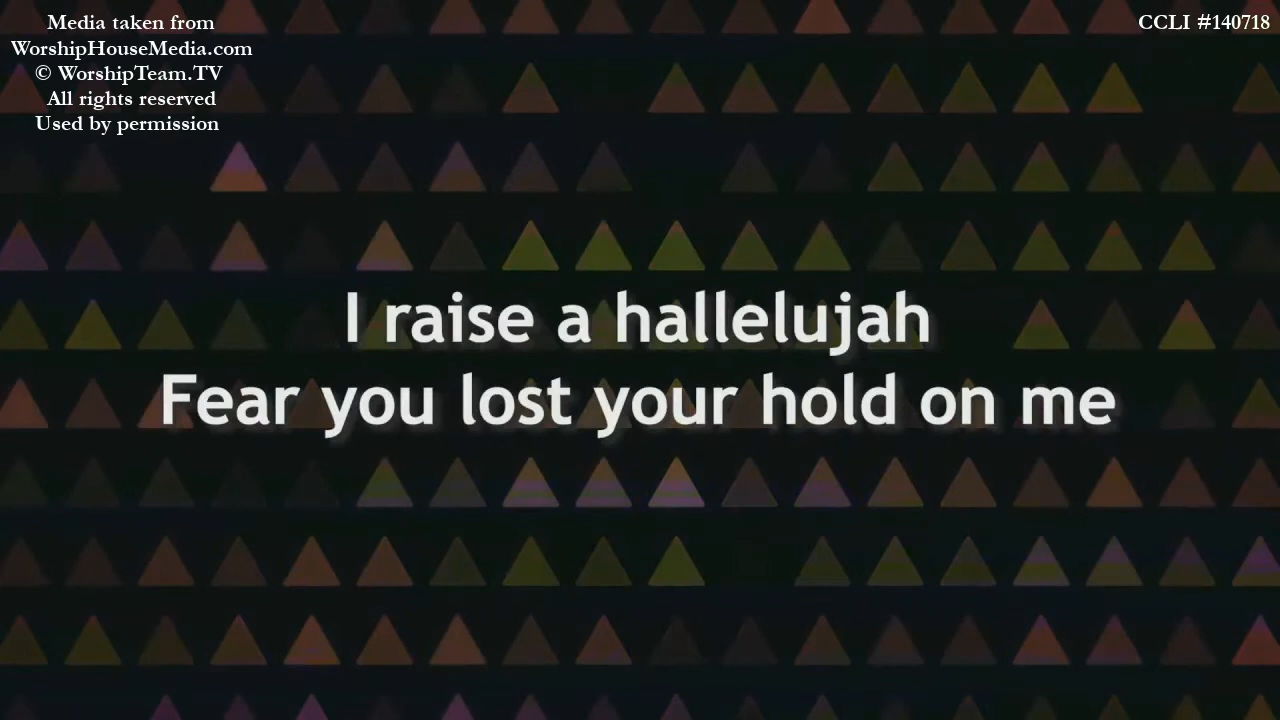 Media taken from
WorshipHouseMedia.com
© WorshipTeam.TV
All rights reserved
Used by permission
CCLI #140718
I raise a hallelujah
Fear you lost your hold on me